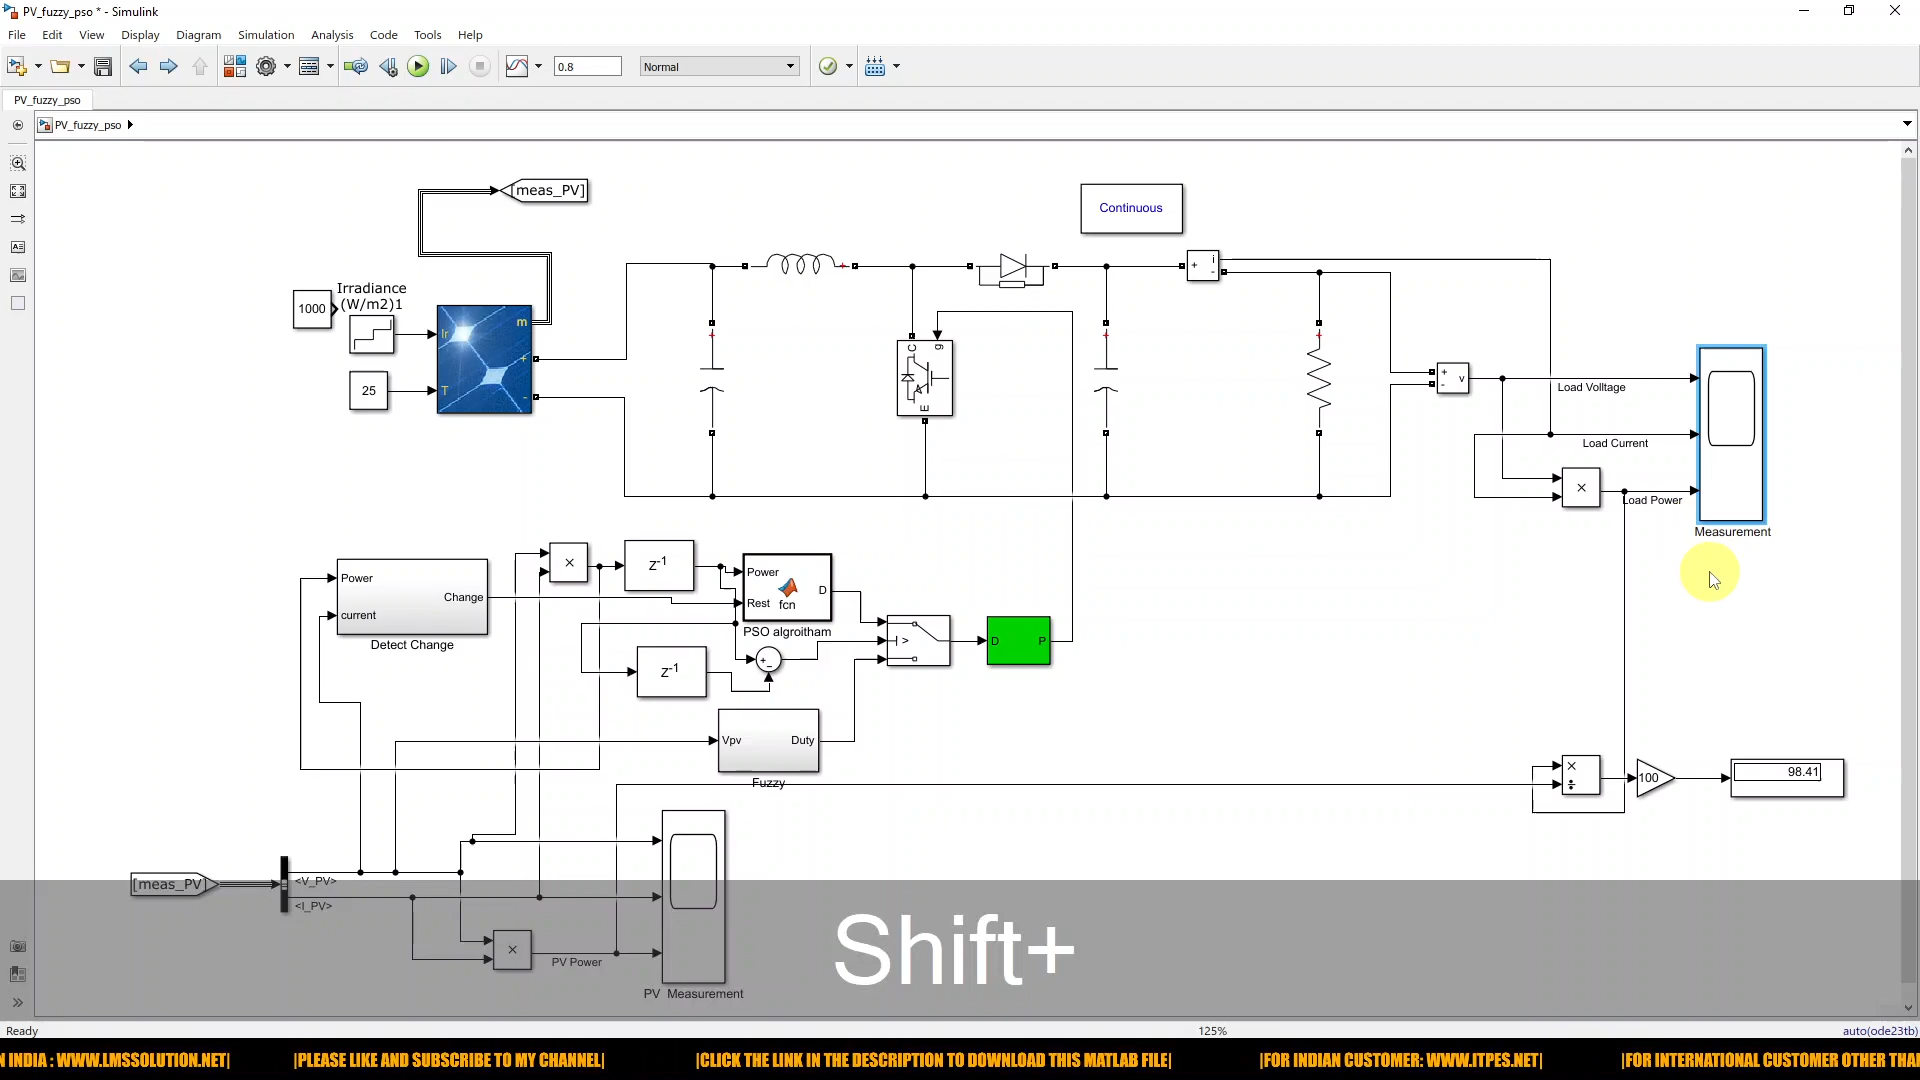 PV_fuzzy_pso * - Simulink
File Edit View Display Diagram Simulation Analysis Code Tools Help
0.8 Normal
PV_fuzzy_pso
PV_fuzzy_pso
[meas_PV]
Continuous
Irradiance
(W/m2)1
1000
Ir
m
+
T
-
25
+ i
-
C g
E
+ v
-
Load Volltage
Load Current
×
Load Power
Measurement
Power
Change
current
Detect Change
×
Z-1
Power
D
Rest
fcn
PSO algroitham
Z-1
+
-
>
D P
Vpv Duty
Fuzzy
×
÷
100
98.41
[meas_PV]
<V_PV>
<I_PV>
×
PV Power
PV Measurement
Shift+
Ready 125% auto(ode23tb)
N INDIA : WWW.LMSSOLUTION.NET| |PLEASE LIKE AND SUBSCRIBE TO MY CHANNEL| |CLICK THE LINK IN THE DESCRIPTION TO DOWNLOAD THIS MATLAB FILE| |FOR INDIAN CUSTOMER: WWW.ITPES.NET| |FOR INTERNATIONAL CUSTOMER OTHER THA